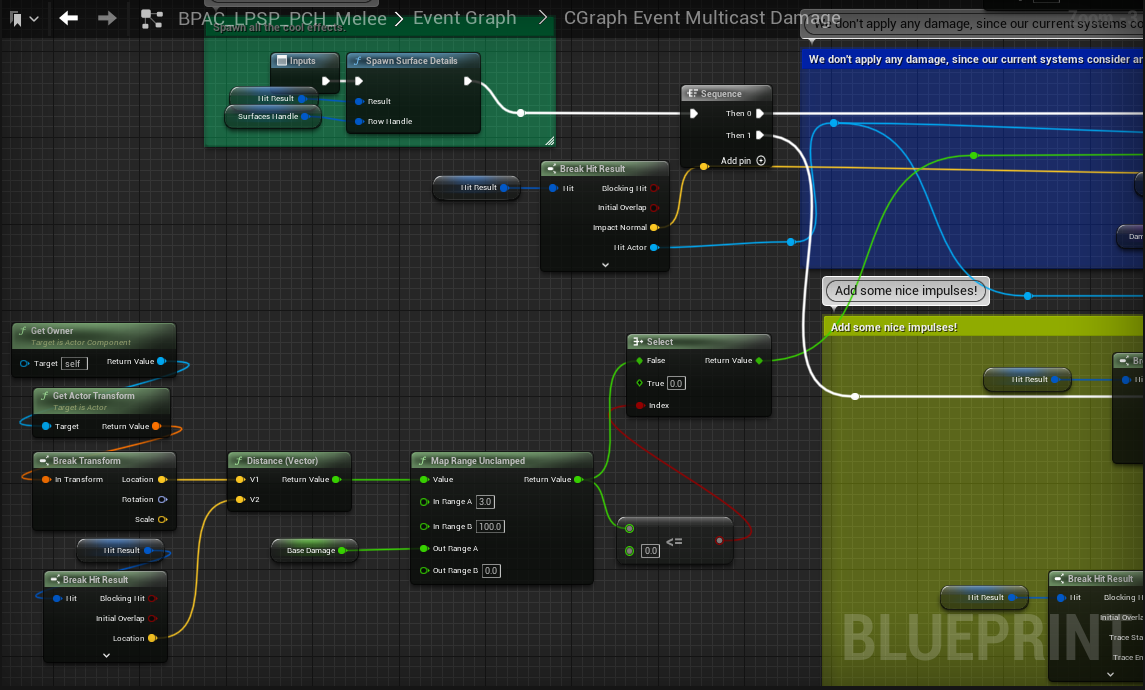 BPAC_LPSP_PCH_Melee > Event Graph > CGraph Event Multicast Damage
Spawn all the cool effects.
We don't apply any damage, since our current systems co
We don't apply any damage, since our current systems consider an
Inputs
Spawn Surface Details
Hit Result
Result
Surfaces Handle
Row Handle
Sequence
Then 0
Then 1
Add pin
Hit Result
Break Hit Result
Hit
Blocking Hit
Initial Overlap
Impact Normal
Hit Actor
Dam
Add some nice impulses!
Add some nice impulses!
Get Owner
Target is Actor Component
Target
self
Return Value
Get Actor Transform
Target is Actor
Target
Return Value
Select
False
Return Value
True
0.0
Index
Hit Result
Br
Hi
Break Transform
In Transform
Location
Rotation
Scale
Distance (Vector)
V1
Return Value
V2
Map Range Unclamped
Value
Return Value
In Range A
3.0
In Range B
100.0
Out Range A
Out Range B
0.0
Base Damage
0.0
<=
Hit Result
Break Hit Result
Hit
Blocking Hit
Initial Overlap
Location
Hit Result
Break Hit Result
Hit
Blocking H
Initial Overla
Trace Sta
Trace En
BLUEPRINT